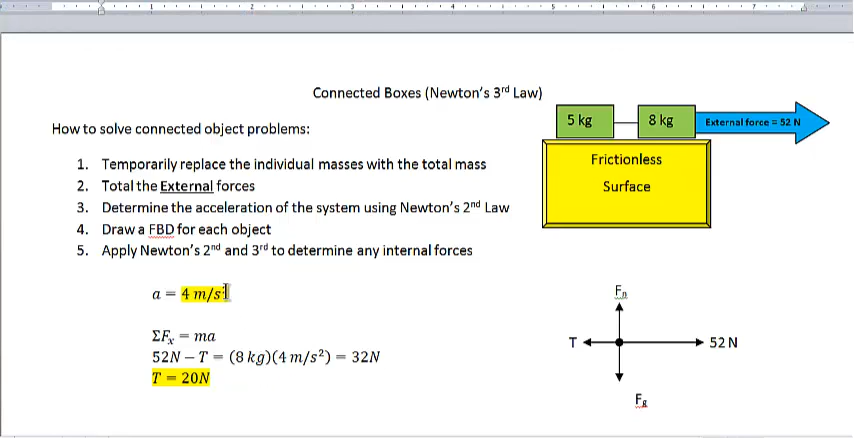 Connected Boxes (Newton's 3rd Law)
5 kg
8 kg
External force = 52 N
How to solve connected object problems:
Frictionless
Surface
1. Temporarily replace the individual masses with the total mass
2. Total the External forces
3. Determine the acceleration of the system using Newton's 2nd Law
4. Draw a FBD for each object
5. Apply Newton's 2nd and 3rd to determine any internal forces
a = 4 m/s²
Fn
ΣFx = ma
T
52 N
52N − T = (8 kg)(4 m/s²) = 32N
T = 20N
Fg